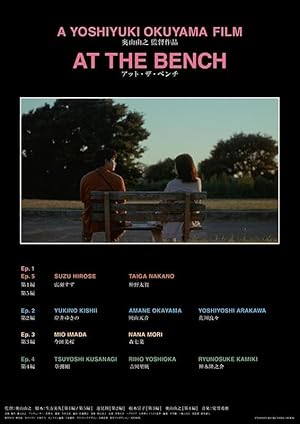 A YOSHIYUKI OKUYAMA FILM
奥山由之 監督作品
AT THE BENCH
アット・ザ・ベンチ
Ep. 1
Ep. 5 SUZU HIROSE TAIGA NAKANO
第1編 広瀬すず 仲野太賀
第5編
Ep. 2 YUKINO KISHII AMANE OKAYAMA YOSHIYOSHI ARAKAWA
第2編 岸井ゆきの 岡山天音 荒川良々
Ep. 3 MIO IMADA NANA MORI
第3編 今田美桜 森七菜
Ep. 4 TSUYOSHI KUSANAGI RIHO YOSHIOKA RYUNOSUKE KAMIKI
第4編 草彅剛 吉岡里帆 神木隆之介